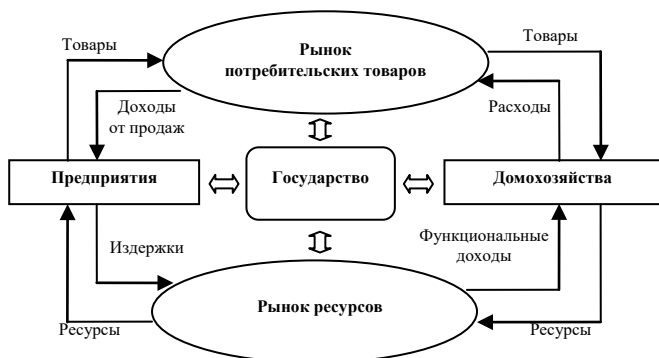 Товары
Рынок
потребительских товаров
Товары
Доходы
от продаж
Расходы
Предприятия
Государство
Домохозяйства
Издержки
Функциональные
доходы
Рынок ресурсов
Ресурсы
Ресурсы